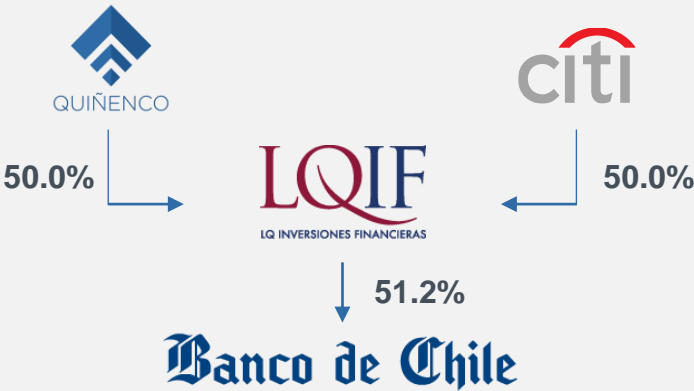 QUIÑENCO
citi
50.0%
50.0%
LQIF
LQ INVERSIONES FINANCIERAS
51.2%
Banco de Chile